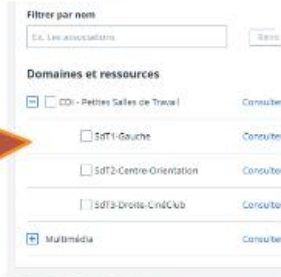 Filtrer par nom
Ex. Les associations
Domaines et ressources
CDI - Petites Salles de Travail Consulter
SdT1-Gauche Consulter
SdT2-Centre-Orientation Consulter
SdT3-Droite-CinéClub Consulter
Multimédia Consulter